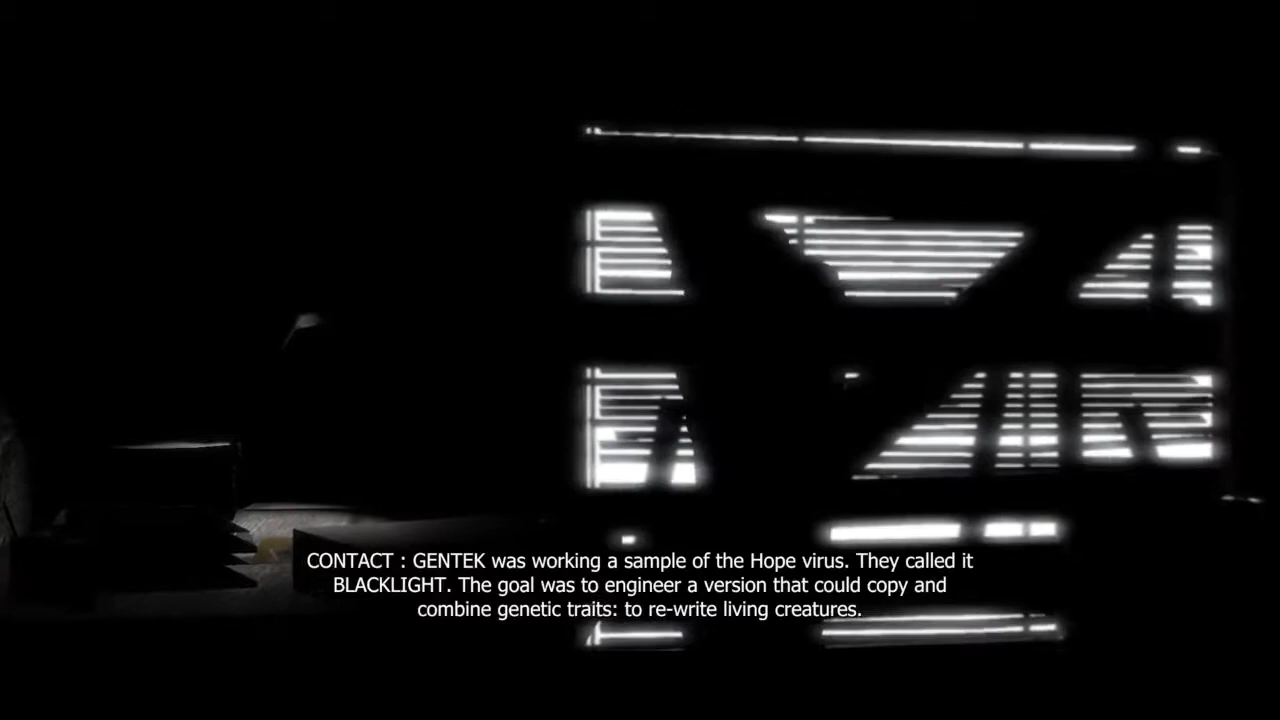 CONTACT : GENTEK was working a sample of the Hope virus. They called it
BLACKLIGHT. The goal was to engineer a version that could copy and
combine genetic traits: to re-write living creatures.